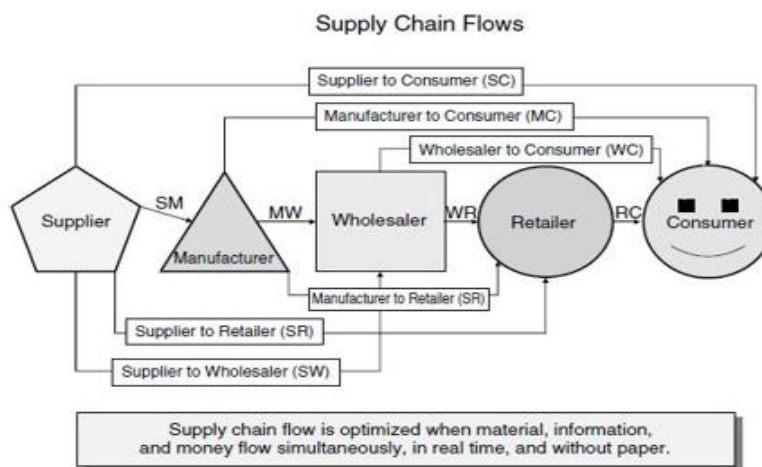 Supply Chain Flows
Supplier to Consumer (SC)
Manufacturer to Consumer (MC)
Wholesaler to Consumer (WC)
SM
MW
WR
RC
Supplier
Manufacturer
Wholesaler
Retailer
Consumer
Manufacturer to Retailer (SR)
Supplier to Retailer (SR)
Supplier to Wholesaler (SW)
Supply chain flow is optimized when material, information,
and money flow simultaneously, in real time, and without paper.